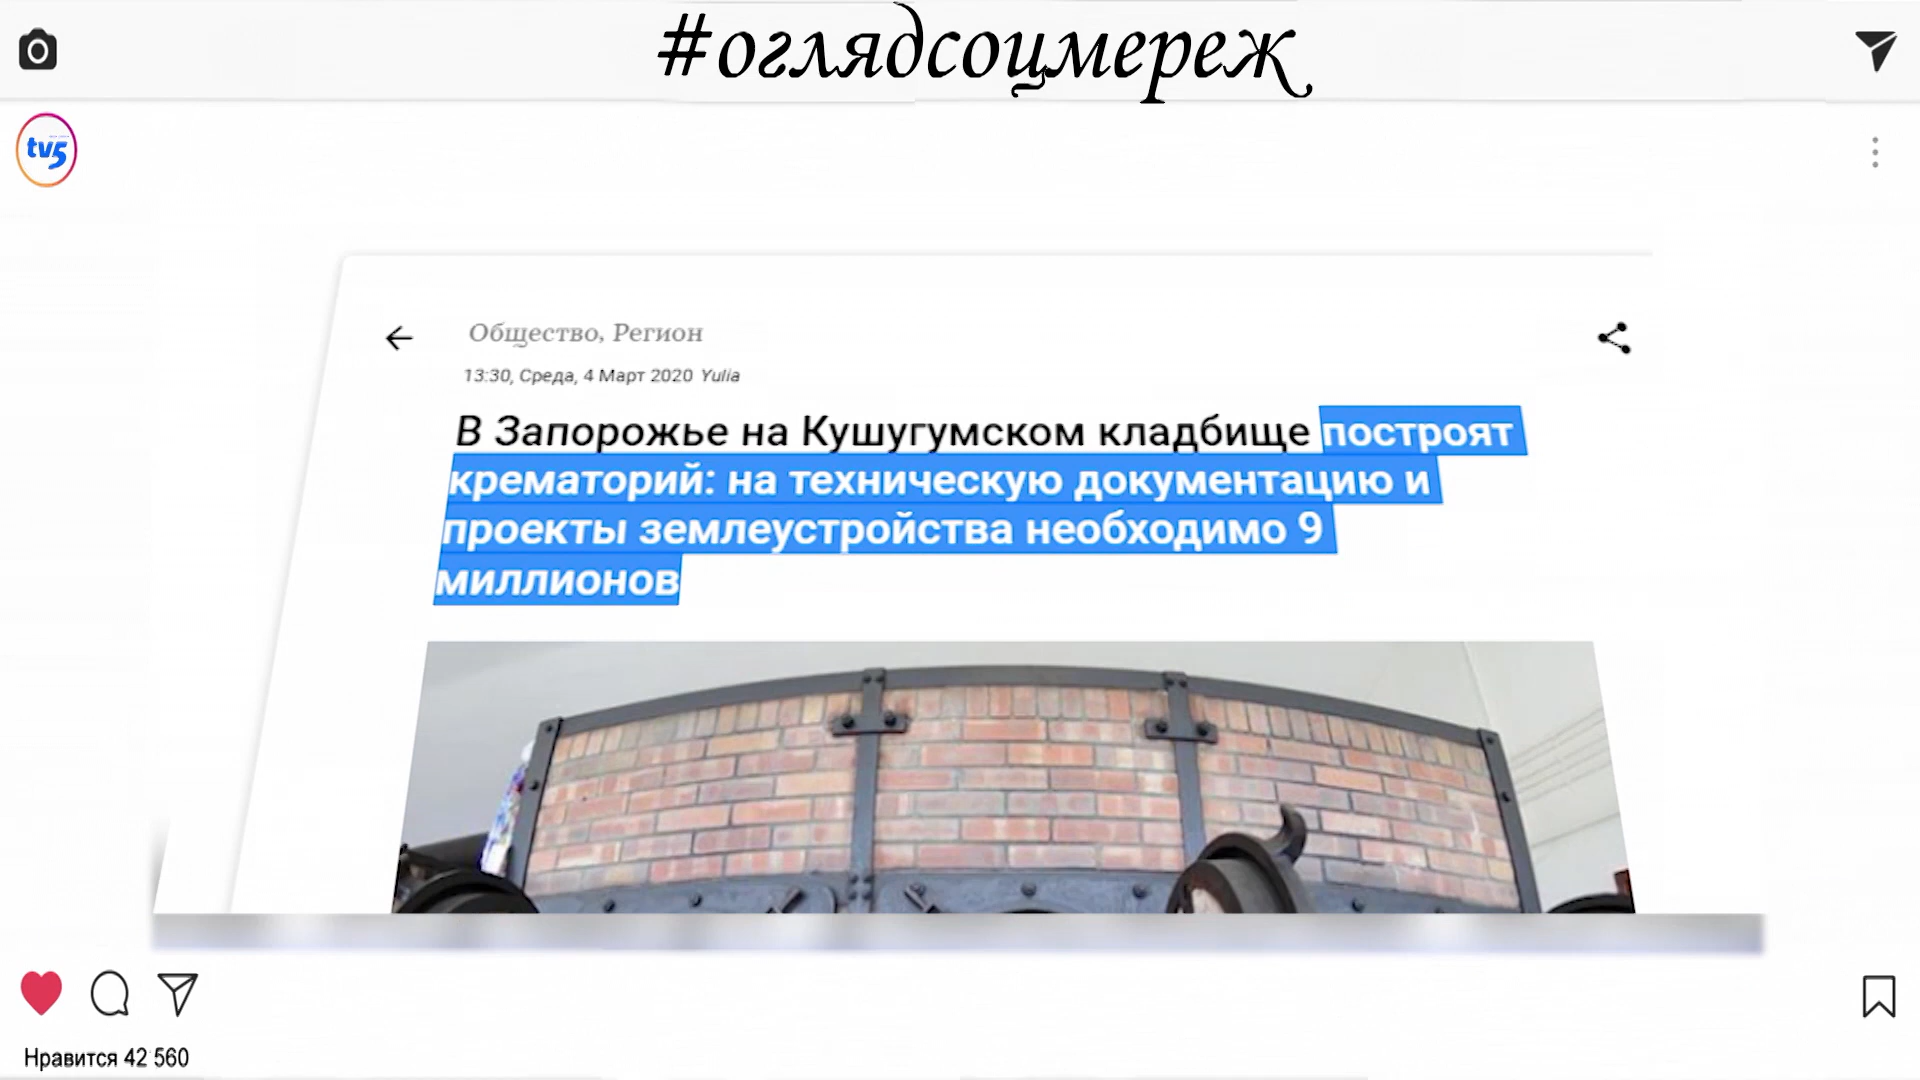 #оглядсоцмереж
tv5
Общество, Регион
13:30, Среда, 4 Март 2020 Yulia
В Запорожье на Кушугумском кладбище построят
крематорий: на техническую документацию и
проекты землеустройства необходимо 9
миллионов
Нравится 42 560